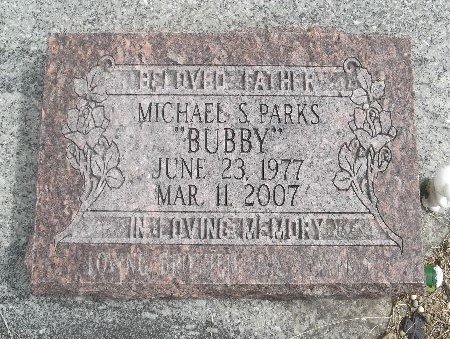 BELOVED FATHER
MICHAEL S. PARKS
"BUBBY"
JUNE 23, 1977
MAR. 11, 2007
IN LOVING MEMORY